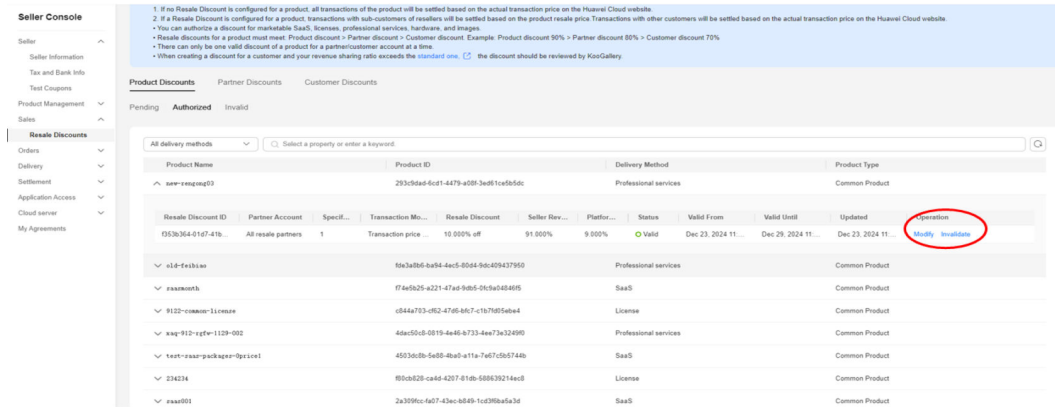 Seller Console
1. If no Resale Discount is configured for a product, all transactions of the product will be settled based on the actual transaction price on the Huawei Cloud website.
2. If a Resale Discount is configured for a product, transactions with sub-customers of resellers will be settled based on the product resale price.Transactions with other customers will be settled based on the actual transaction price on the Huawei Cloud website.
• You can authorize a discount for marketable SaaS, licenses, professional services, hardware, and images.
• Resale discounts for a product must meet: Product discount > Partner discount > Customer discount. Example: Product discount 90% > Partner discount 80% > Customer discount 70%
• There can only be one valid discount of a product for a partner/customer account at a time.
• When creating a discount for a customer and your revenue sharing ratio exceeds the standard one, the discount should be reviewed by KooGallery.
Seller
Seller Information
Tax and Bank Info
Test Coupons
Product Management
Sales
Resale Discounts
Orders
Delivery
Settlement
Application Access
Cloud server
My Agreements
Product Discounts Partner Discounts Customer Discounts
Pending Authorized Invalid
All delivery methods Select a property or enter a keyword.
Product Name Product ID Delivery Method Product Type
new-rengong03 293c9dad-6cd1-4479-a08f-3ed61ce5b5dc Professional services Common Product
Resale Discount ID Partner Account Specif... Transaction Mo... Resale Discount Seller Rev... Platfor... Status Valid From Valid Until Updated Operation
f353b364-01d7-41b... All resale partners 1 Transaction price ... 10.000% off 91.000% 9.000% Valid Dec 23, 2024 11:... Dec 29, 2024 11:... Dec 23, 2024 11:... Modify Invalidate
old-fwibiao fde3a8b6-ba94-4ec5-80d4-9dc409437950 Professional services Common Product
saasmonth f74e5b25-a221-47ad-9db5-0fc9a04846f5 SaaS Common Product
9122-common-license c844a783-cf62-47d6-bfc7-c1b7fd05ebe4 License Common Product
xuq-912-rgfw-1129-002 4dac50c8-0819-4e46-b733-4ee73e3249f0 Professional services Common Product
test-saas-packages-0price1 4503dc8b-5e88-4ba0-a11a-7e67c5b5744b SaaS Common Product
234234 f80cb828-ca4d-4207-81db-588639214ec8 License Common Product
saas001 2a309fcc-fa07-43ec-b849-1cd3f6ba5a3d SaaS Common Product